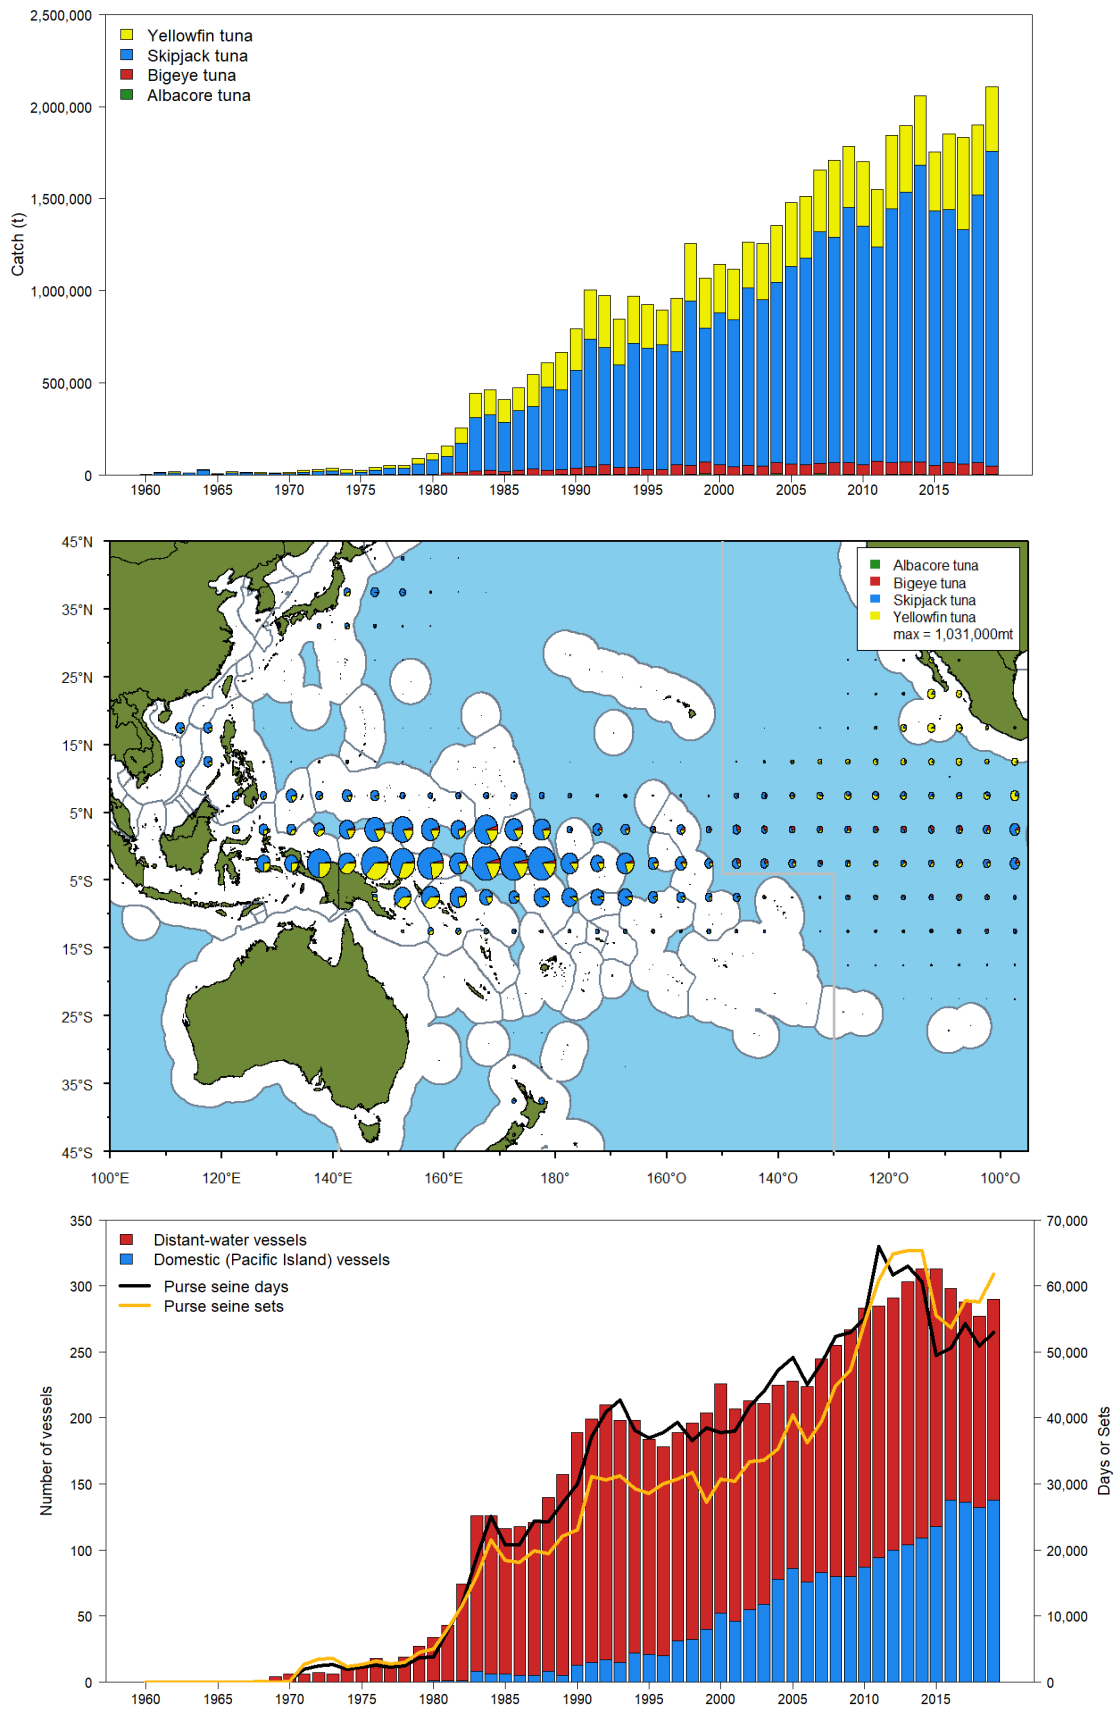 2,500,000
2,000,000
1,500,000
1,000,000
500,000
0
Catch (t)
Yellowfin tuna
Skipjack tuna
Bigeye tuna
Albacore tuna
1960 1965 1970 1975 1980 1985 1990 1995 2000 2005 2010 2015
45°N
35°N
25°N
15°N
5°N
5°S
15°S
25°S
35°S
45°S
Albacore tuna
Bigeye tuna
Skipjack tuna
Yellowfin tuna
max = 1,031,000mt
100°E 120°E 140°E 160°E 180° 160°O 140°O 120°O 100°O
350
300
250
200
150
100
50
0
Number of vessels
Distant-water vessels
Domestic (Pacific Island) vessels
Purse seine days
Purse seine sets
70,000
60,000
50,000
40,000
30,000
20,000
10,000
0
Days or Sets
1960 1965 1970 1975 1980 1985 1990 1995 2000 2005 2010 2015